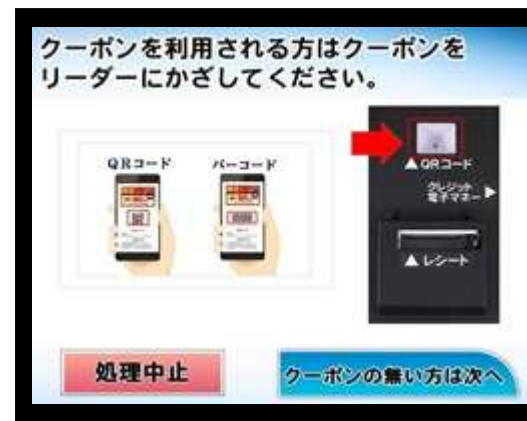 クーポンを利用される方はクーポンを
リーダーにかざしてください。
QRコード
バーコード
▲QRコード
クレジット
電子マネー▶
▲レシート
処理中止
クーポンの無い方は次へ